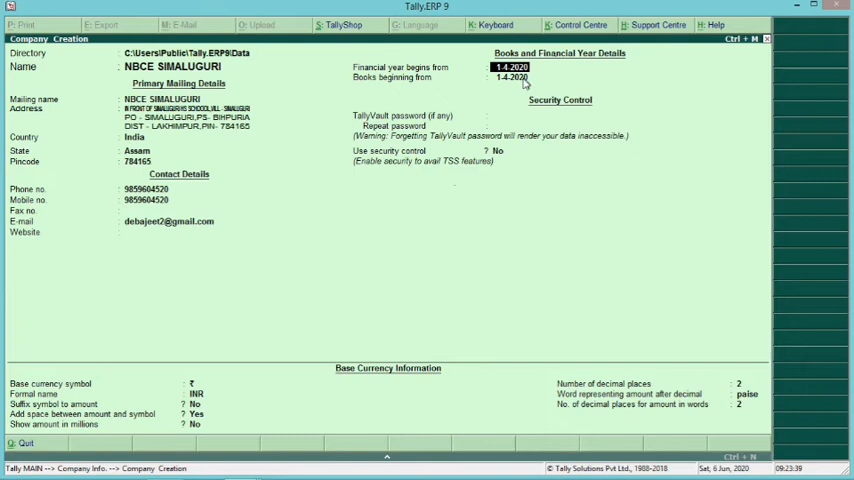 Tally.ERP 9
P: Print
E: Export
M: E-Mail
O: Upload
S: TallyShop
G: Language
K: Keyboard
K: Control Centre
H: Support Centre
H: Help
Company Creation
Ctrl + M
Directory : C:\Users\Public\Tally.ERP9\Data
Name : NBCE SIMALUGURI
Primary Mailing Details
Mailing name : NBCE SIMALUGURI
Address : 
PO - SIMALUGURI,PS- BIHPURIA
DIST - LAKHIMPUR,PIN- 784165
Country : India
State : Assam
Pincode : 784165
Contact Details
Phone no. : 9859604520
Mobile no. : 9859604520
Fax no. :
E-mail : debajeet2@gmail.com
Website :
Books and Financial Year Details
Financial year begins from : 1-4-2020
Books beginning from : 1-4-2020
Security Control
TallyVault password (if any) :
Repeat password :
(Warning: Forgetting TallyVault password will render your data inaccessible.)
Use security control ? No
(Enable security to avail TSS features)
Base Currency Information
Base currency symbol : ₹
Formal name : INR
Suffix symbol to amount ? No
Add space between amount and symbol ? Yes
Show amount in millions ? No
Number of decimal places : 2
Word representing amount after decimal : paise
No. of decimal places for amount in words : 2
Q: Quit
Ctrl + N
Tally MAIN --> Company Info. --> Company Creation
© Tally Solutions Pvt Ltd., 1988-2018
Sat, 6 Jun, 2020
09:23:39